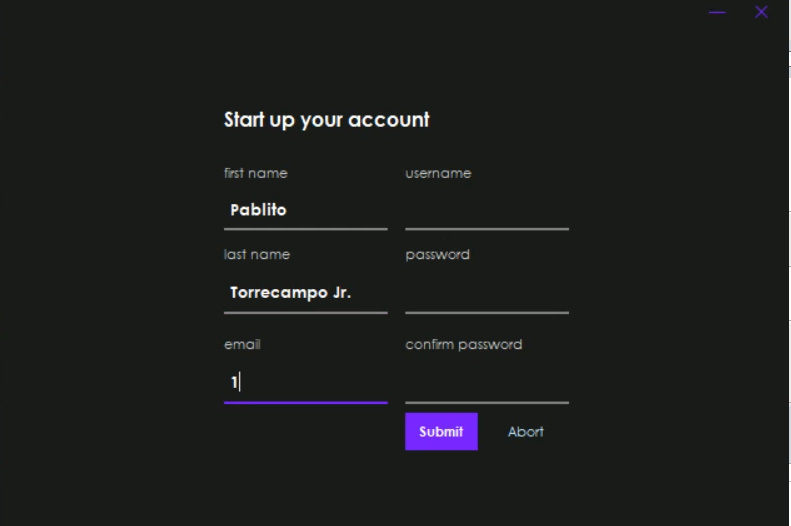 Start up your account
first name
username
Pablito
last name
password
Torrecampo Jr.
email
confirm password
1
Submit
Abort